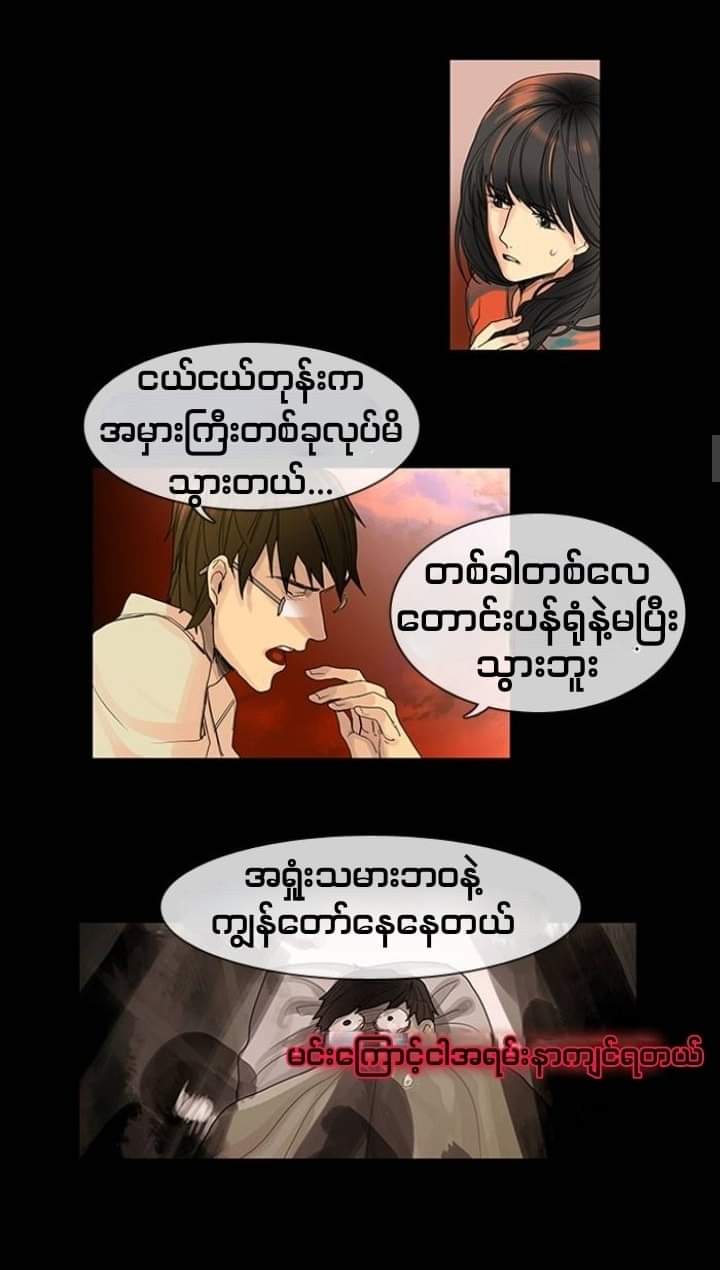 ငယ်ငယ်တုန်းက
အမှားကြီးတစ်ခုလုပ်မိ
သွားတယ်...
တစ်ခါတစ်လေ
တောင်းပန်ရုံနဲ့မပြီး
သွားဘူး
အရှုံးသမားဘဝနဲ့
ကျွန်တော်နေနေတယ်
မင်းကြောင့်ငါအရမ်းနာကျင်ရတယ်